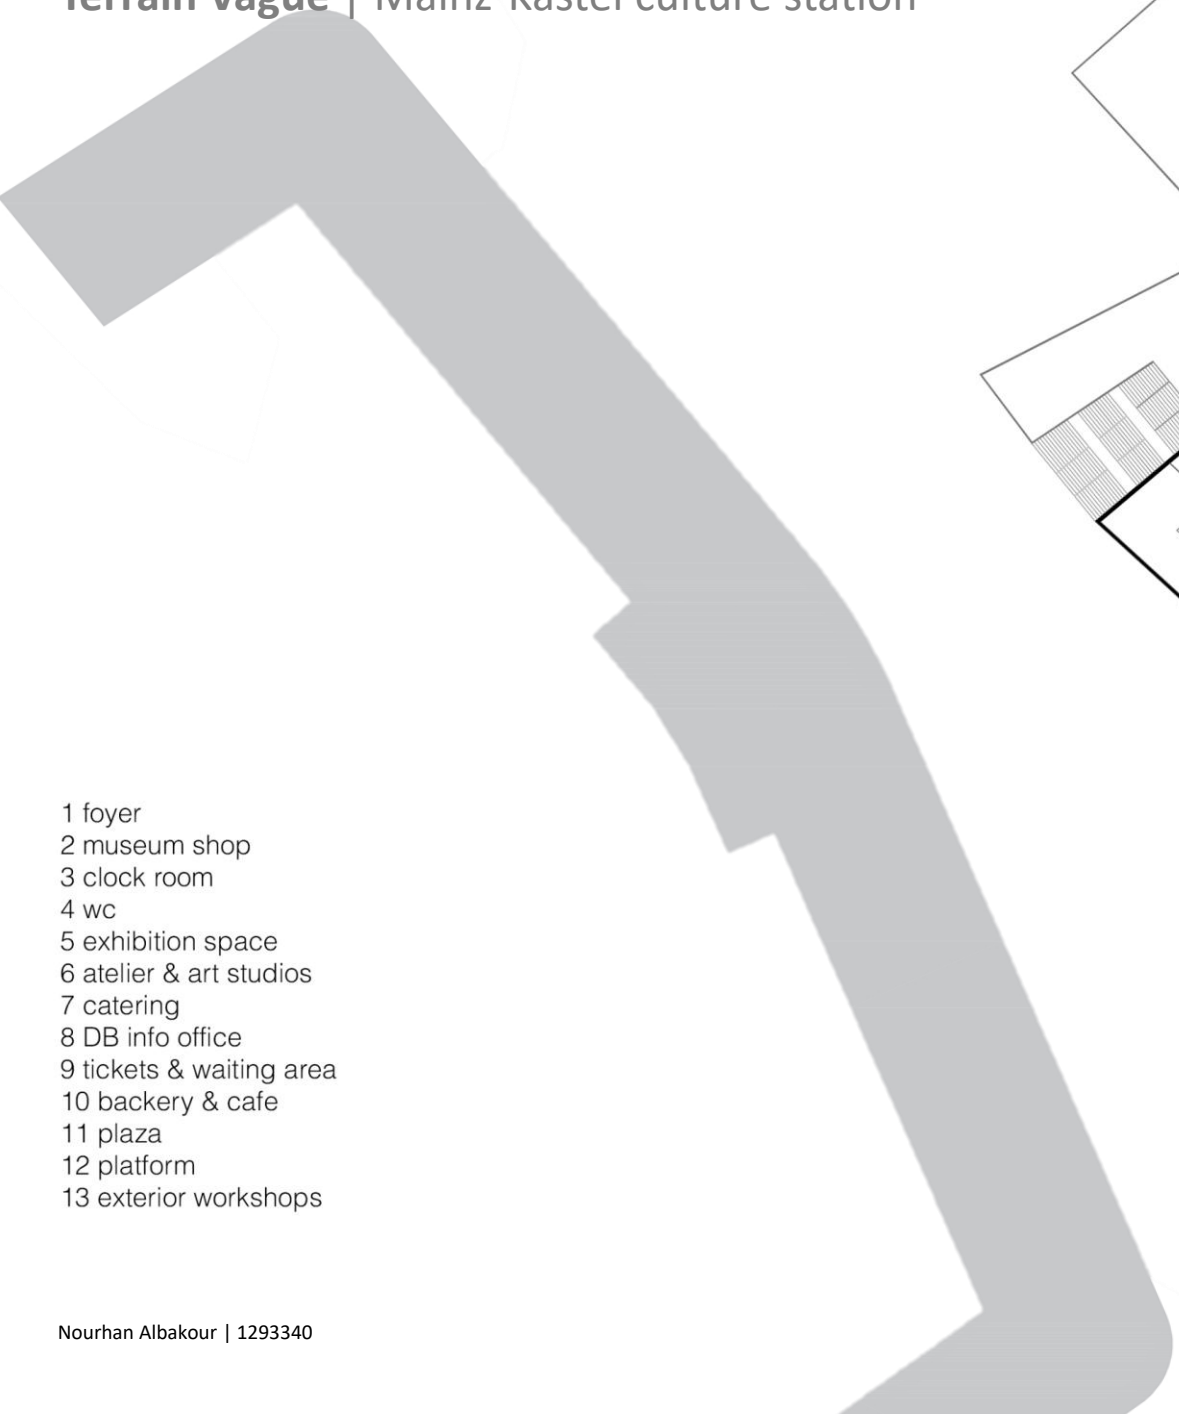 Terrain Vague | Mainz-Kastel culture station
1 foyer
2 museum shop
3 clock room
4 wc
5 exhibition space
6 atelier & art studios
7 catering
8 DB info office
9 tickets & waiting area
10 backery & cafe
11 plaza
12 platform
13 exterior workshops
Nourhan Albakour | 1293340